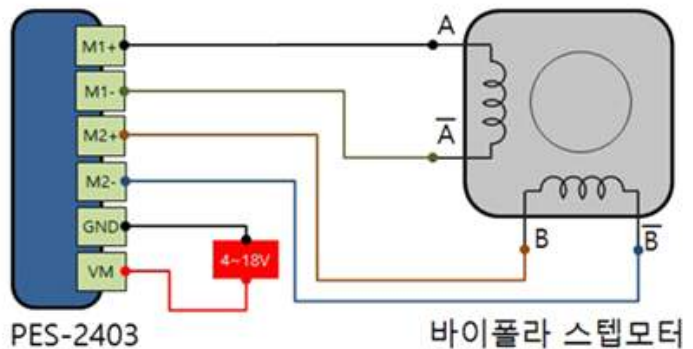 M1+
M1-
M2+
M2-
GND
VM
4~18V
A
A̅
B
B̅
PES-2403
바이폴라 스텝모터